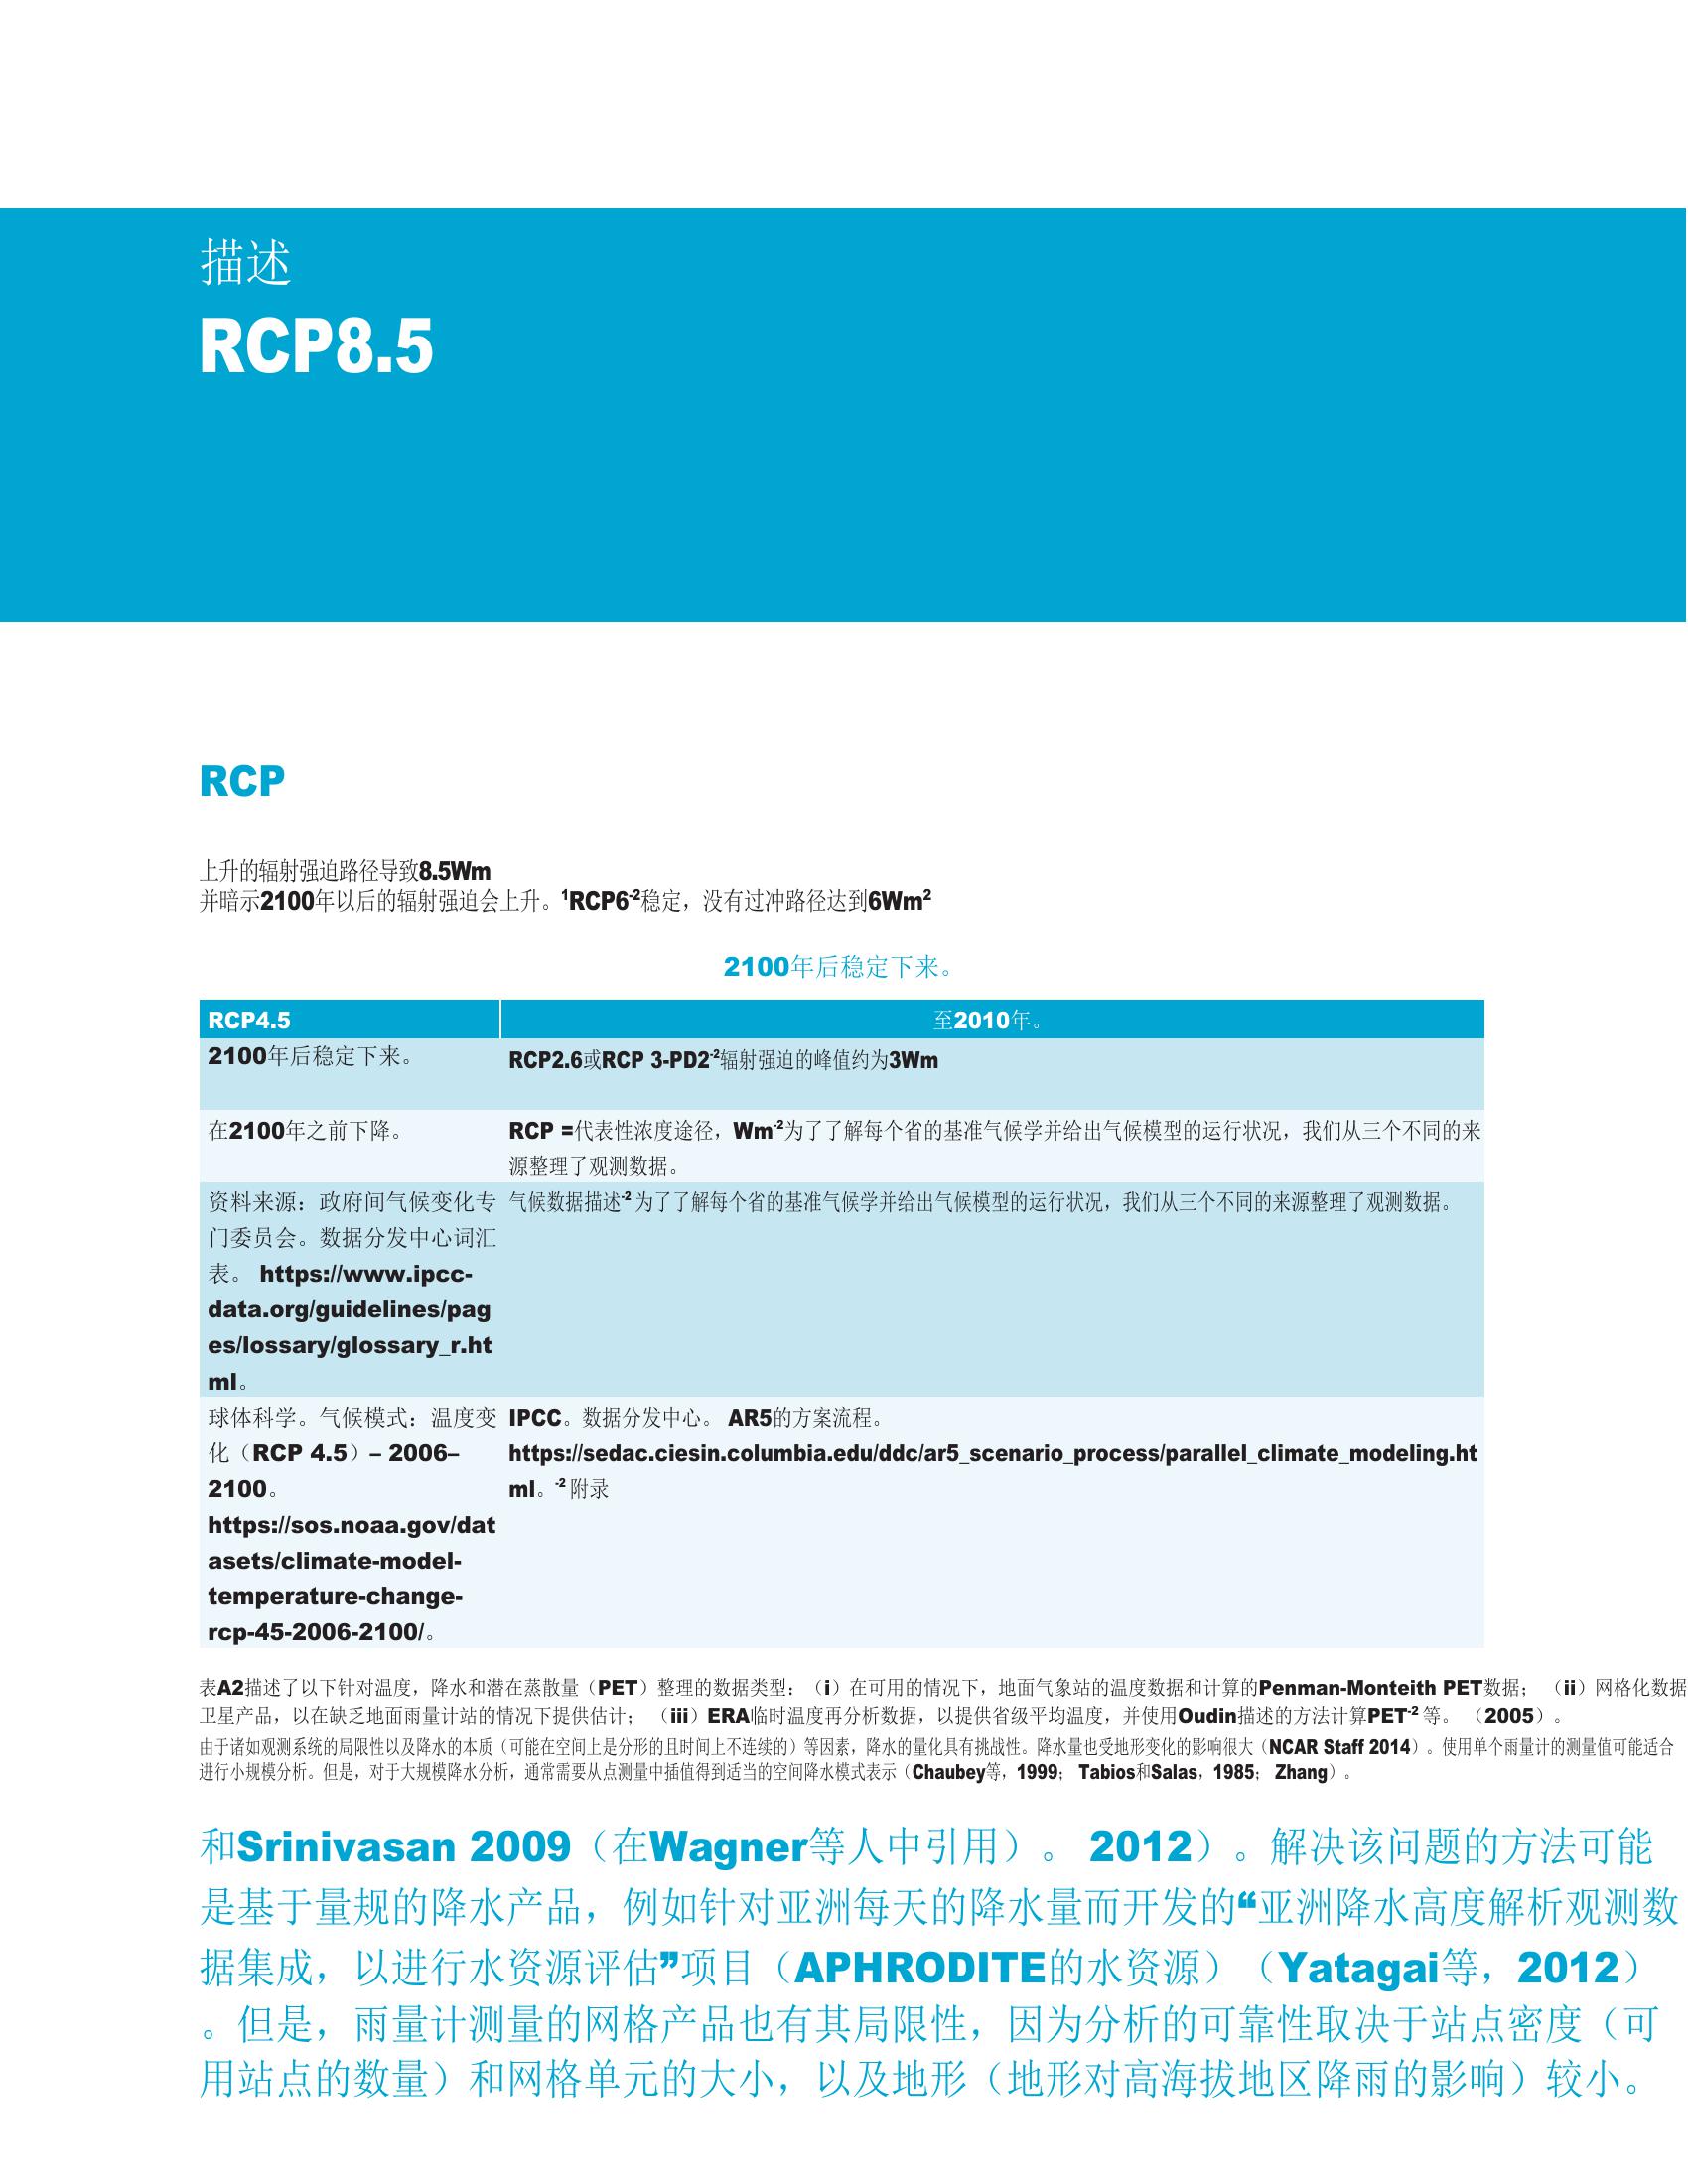 描述
RCP8.5
RCP
上升的辐射强迫路径导致8.5Wm
并暗示2100年以后的辐射强迫会上升。¹RCP6⁻²稳定，没有过冲路径达到6Wm²
2100年后稳定下来。
RCP4.5 至2010年。
2100年后稳定下来。 RCP2.6或RCP 3-PD2⁻²辐射强迫的峰值约为3Wm
在2100年之前下降。 RCP =代表性浓度途径，Wm⁻²为了了解每个省的基准气候学并给出气候模型的运行状况，我们从三个不同的来
源整理了观测数据。
资料来源：政府间气候变化专
门委员会。数据分发中心词汇
表。 https://www.ipcc-
data.org/guidelines/pag
es/lossary/glossary_r.ht
ml。
气候数据描述⁻² 为了了解每个省的基准气候学并给出气候模型的运行状况，我们从三个不同的来源整理了观测数据。
球体科学。气候模式：温度变
化（RCP 4.5）– 2006–
2100。
https://sos.noaa.gov/dat
asets/climate-model-
temperature-change-
rcp-45-2006-2100/。
IPCC。数据分发中心。 AR5的方案流程。
https://sedac.ciesin.columbia.edu/ddc/ar5_scenario_process/parallel_climate_modeling.ht
ml。⁻² 附录
表A2描述了以下针对温度，降水和潜在蒸散量（PET）整理的数据类型：（i）在可用的情况下，地面气象站的温度数据和计算的Penman-Monteith PET数据； （ii）网格化数据
卫星产品，以在缺乏地面雨量计站的情况下提供估计； （iii）ERA临时温度再分析数据，以提供省级平均温度，并使用Oudin描述的方法计算PET⁻² 等。 （2005）。
由于诸如观测系统的局限性以及降水的本质（可能在空间上是分形的且时间上不连续的）等因素，降水的量化具有挑战性。降水量也受地形变化的影响很大（NCAR Staff 2014）。使用单个雨量计的测量值可能适合
进行小规模分析。但是，对于大规模降水分析，通常需要从点测量中插值得到适当的空间降水模式表示（Chaubey等，1999； Tabios和Salas，1985； Zhang）。
和Srinivasan 2009（在Wagner等人中引用）。 2012）。解决该问题的方法可能
是基于量规的降水产品，例如针对亚洲每天的降水量而开发的“亚洲降水高度解析观测数
据集成，以进行水资源评估”项目（APHRODITE的水资源）（Yatagai等，2012）
。但是，雨量计测量的网格产品也有其局限性，因为分析的可靠性取决于站点密度（可
用站点的数量）和网格单元的大小，以及地形（地形对高海拔地区降雨的影响）较小。